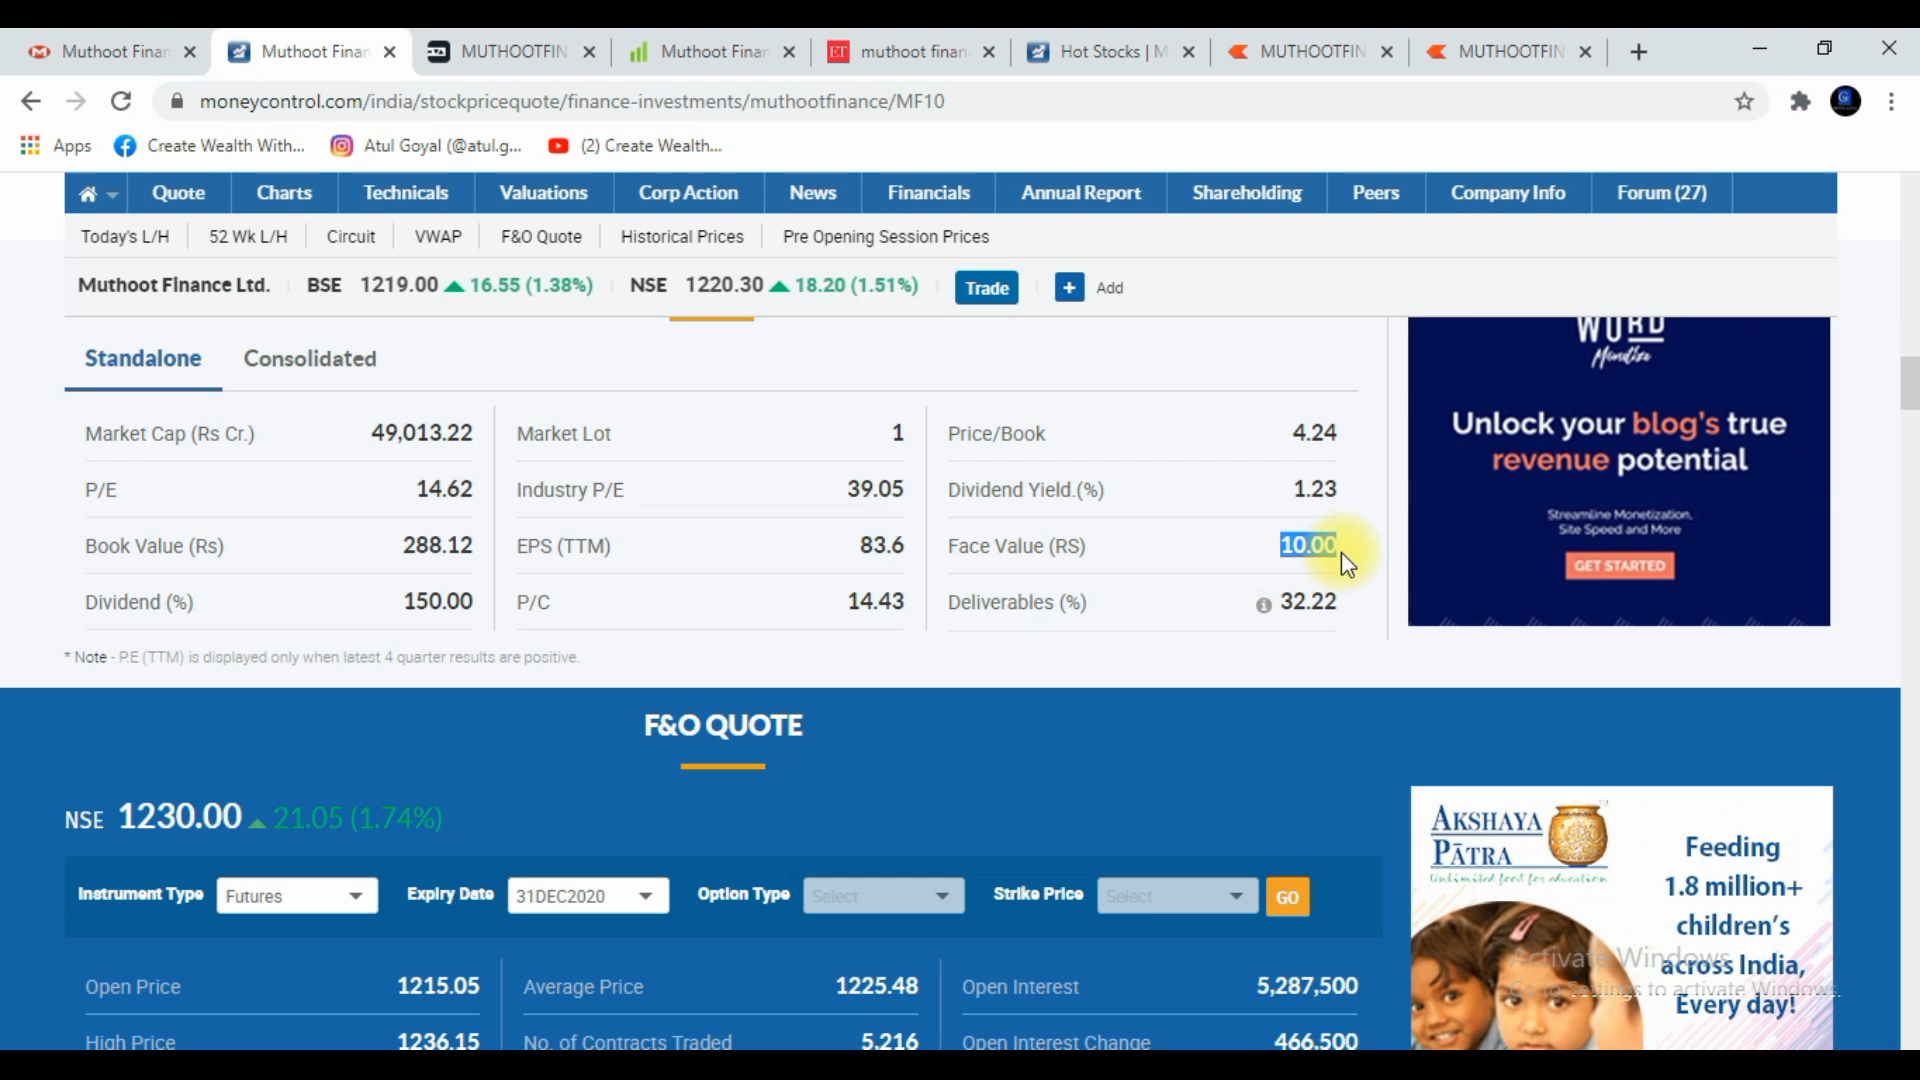 Muthoot Finan
Muthoot Finan
MUTHOOTFIN
Muthoot Finan
muthoot finan
Hot Stocks | M
MUTHOOTFIN
MUTHOOTFIN
moneycontrol.com/india/stockpricequote/finance-investments/muthootfinance/MF10
Apps
Create Wealth With...
Atul Goyal (@atul.g...
(2) Create Wealth...
Quote Charts Technicals Valuations Corp Action News Financials Annual Report Shareholding Peers Company Info Forum (27)
Today's L/H 52 Wk L/H Circuit VWAP F&O Quote Historical Prices Pre Opening Session Prices
Muthoot Finance Ltd. BSE 1219.00 16.55 (1.38%) NSE 1220.30 18.20 (1.51%) Trade + Add
Standalone Consolidated
Market Cap (Rs Cr.) 49,013.22 Market Lot 1 Price/Book 4.24
P/E 14.62 Industry P/E 39.05 Dividend Yield.(%) 1.23
Book Value (Rs) 288.12 EPS (TTM) 83.6 Face Value (RS) 10.00
Dividend (%) 150.00 P/C 14.43 Deliverables (%) 32.22
* Note - P.E (TTM) is displayed only when latest 4 quarter results are positive.
Unlock your blog's true
revenue potential
Streamline Monetization,
Site Speed and More
GET STARTED
F&O QUOTE
NSE 1230.00 21.05 (1.74%)
Instrument Type Futures Expiry Date 31DEC2020 Option Type Select Strike Price Select GO
Open Price 1215.05 Average Price 1225.48 Open Interest 5,287,500
High Price 1236.15 No. of Contracts Traded 5,216 Open Interest Change 466,500
AKSHAYA
PĀTRA
Unlimited food for education
Feeding
1.8 million+
children's
across India,
Every day!
Activate Windows
Go to Settings to activate Windows.